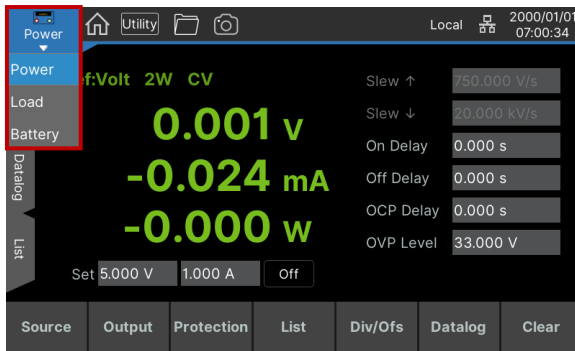 Power
Utility
Local
2000/01/01
07:00:34
Power
Load
Battery
f:Volt 2W CV
0.001 V
-0.024 mA
-0.000 W
Set 5.000 V 1.000 A Off
Datalog
List
Slew ↑ 750.000 V/s
Slew ↓ 20.000 kV/s
On Delay 0.000 s
Off Delay 0.000 s
OCP Delay 0.000 s
OVP Level 33.000 V
Source Output Protection List Div/Ofs Datalog Clear